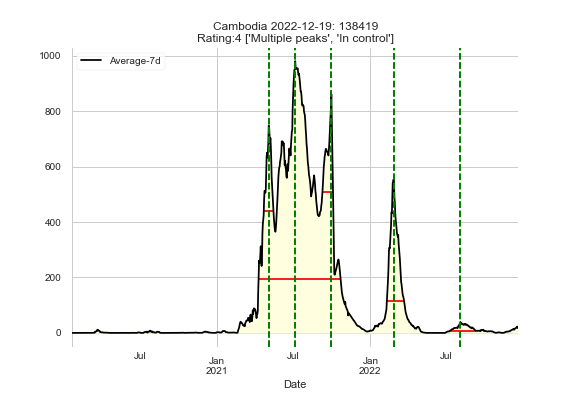 Cambodia 2022-12-19: 138419
Rating:4 ['Multiple peaks', 'In control']
Average-7d
1000
800
600
400
200
0
Jul
Jan
2021
Jul
Jan
2022
Jul
Date